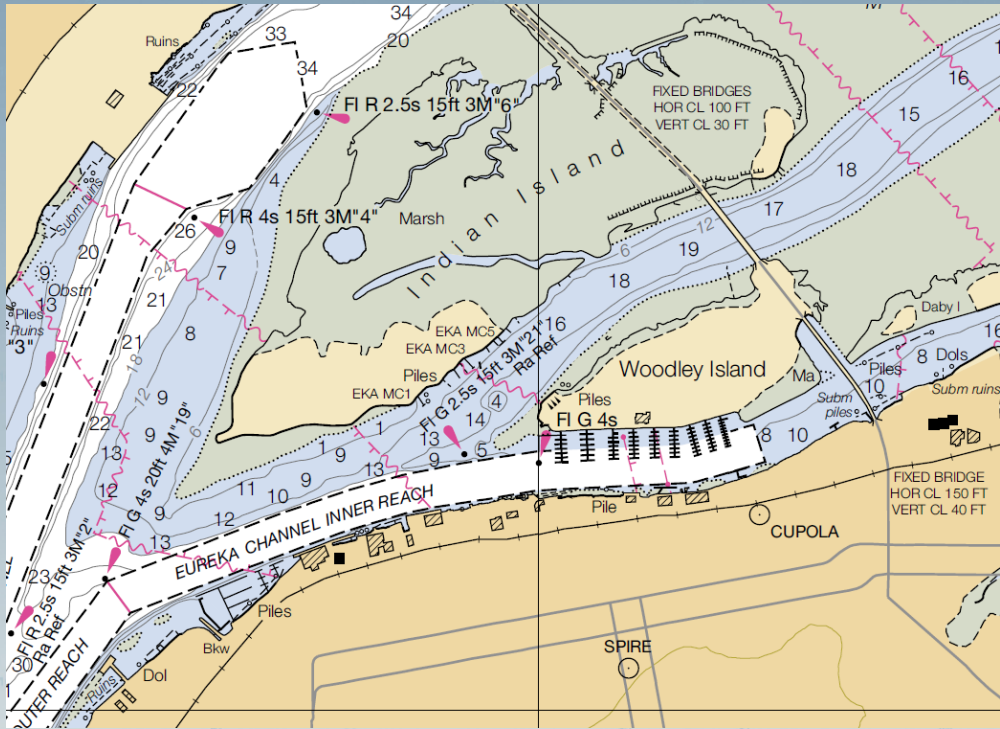 34
33
20
Ruins
16
34
22
FIXED BRIDGES
HOR CL 100 FT
VERT CL 30 FT
Fl R 2.5s 15ft 3M"6"
15
18
4
Indian Island
Subm ruins
Marsh
Fl R 4s 15ft 3M"4"
17
26
9
12
20
6
19
7
24
9
18
Obstn
13
21
Piles
Ruins
"3"
EKA MC5
16
Daby I
8
21
EKA MC3
8
Dols
18
Woodley Island
Piles
Ma
Piles
Fl G 2.5s 15ft 3M"21"
Ra Ref
10
Subm ruins
EKA MC1
4
Piles
Subm
piles
12
9
22
14
Fl G 4s
9
6
1
13
8
10
1
9
5
13
9
13
9
11
10
12
9
12
EUREKA CHANNEL INNER REACH
FIXED BRIDGE
HOR CL 150 FT
VERT CL 40 FT
Pile
CUPOLA
13
Fl G 4s 20ft 4M"19"
23
Fl R 2.5s 15ft 3M"2"
Ra Ref
Piles
30
Bkw
SPIRE
Dol
Ruins
OUTER REACH